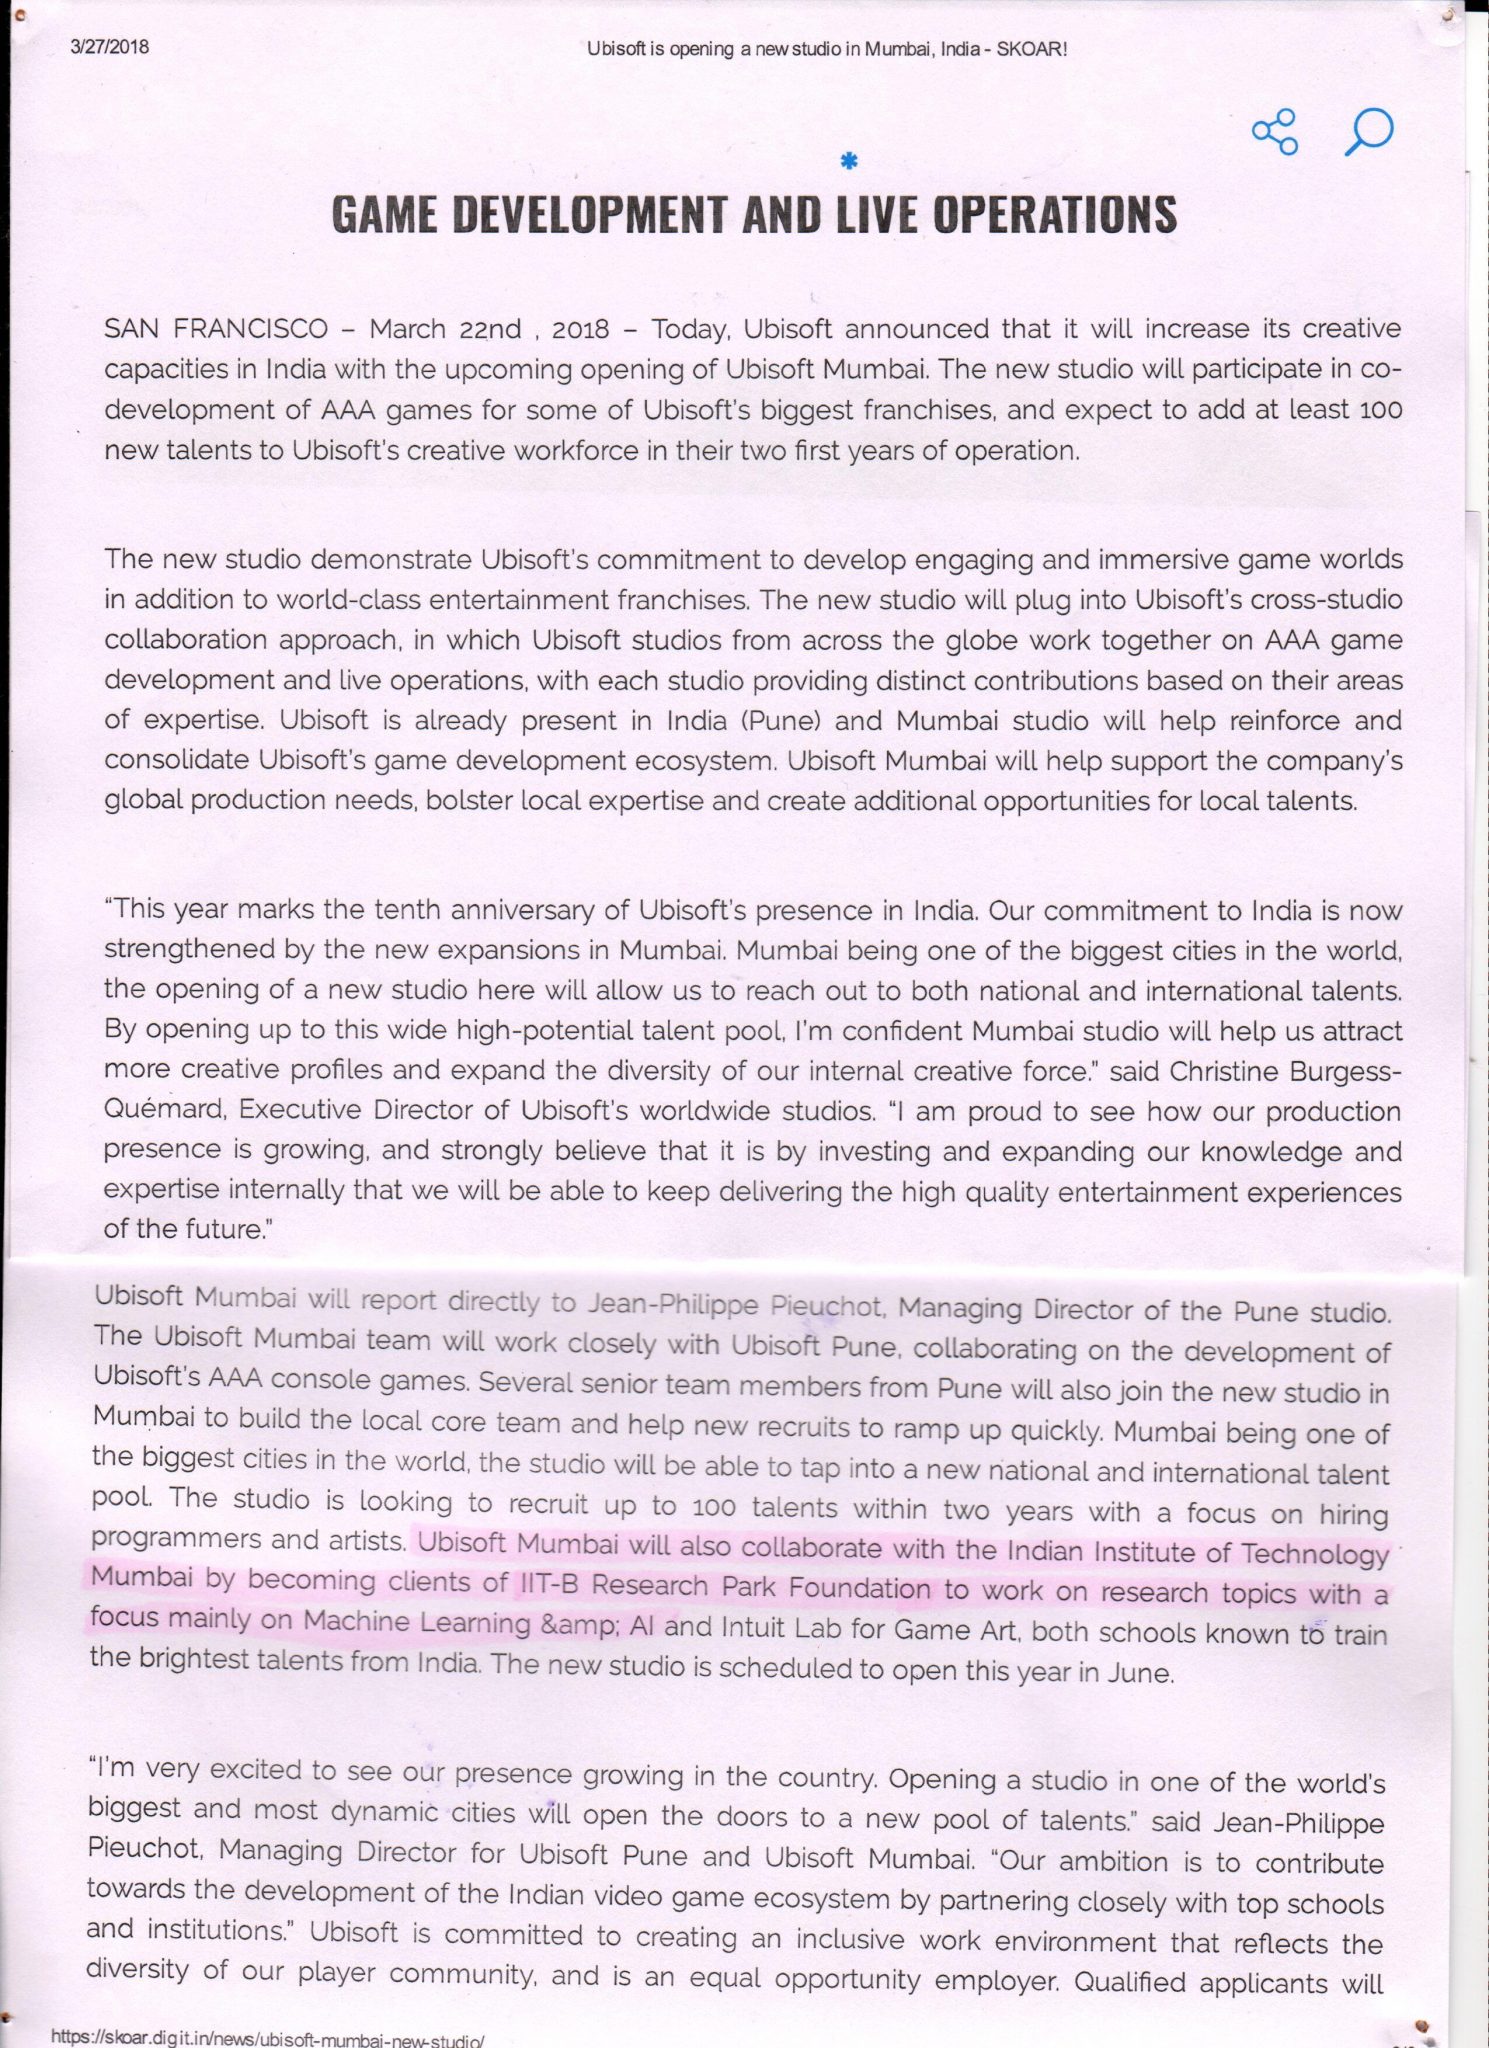 3/27/2018 Ubisoft is opening a new studio in Mumbai, India - SKOAR!
GAME DEVELOPMENT AND LIVE OPERATIONS
SAN FRANCISCO – March 22nd , 2018 – Today, Ubisoft announced that it will increase its creative
capacities in India with the upcoming opening of Ubisoft Mumbai. The new studio will participate in co-
development of AAA games for some of Ubisoft's biggest franchises, and expect to add at least 100
new talents to Ubisoft's creative workforce in their two first years of operation.
The new studio demonstrate Ubisoft's commitment to develop engaging and immersive game worlds
in addition to world-class entertainment franchises. The new studio will plug into Ubisoft's cross-studio
collaboration approach, in which Ubisoft studios from across the globe work together on AAA game
development and live operations, with each studio providing distinct contributions based on their areas
of expertise. Ubisoft is already present in India (Pune) and Mumbai studio will help reinforce and
consolidate Ubisoft's game development ecosystem. Ubisoft Mumbai will help support the company's
global production needs, bolster local expertise and create additional opportunities for local talents.
“This year marks the tenth anniversary of Ubisoft's presence in India. Our commitment to India is now
strengthened by the new expansions in Mumbai. Mumbai being one of the biggest cities in the world,
the opening of a new studio here will allow us to reach out to both national and international talents.
By opening up to this wide high-potential talent pool, I'm confident Mumbai studio will help us attract
more creative profiles and expand the diversity of our internal creative force.” said Christine Burgess-
Quémard, Executive Director of Ubisoft's worldwide studios. “I am proud to see how our production
presence is growing, and strongly believe that it is by investing and expanding our knowledge and
expertise internally that we will be able to keep delivering the high quality entertainment experiences
of the future.”
Ubisoft Mumbai will report directly to Jean-Philippe Pieuchot, Managing Director of the Pune studio.
The Ubisoft Mumbai team will work closely with Ubisoft Pune, collaborating on the development of
Ubisoft's AAA console games. Several senior team members from Pune will also join the new studio in
Mumbai to build the local core team and help new recruits to ramp up quickly. Mumbai being one of
the biggest cities in the world, the studio will be able to tap into a new national and international talent
pool. The studio is looking to recruit up to 100 talents within two years with a focus on hiring
programmers and artists. Ubisoft Mumbai will also collaborate with the Indian Institute of Technology
Mumbai by becoming clients of IIT-B Research Park Foundation to work on research topics with a
focus mainly on Machine Learning &amp; AI and Intuit Lab for Game Art, both schools known to train
the brightest talents from India. The new studio is scheduled to open this year in June.
“I'm very excited to see our presence growing in the country. Opening a studio in one of the world's
biggest and most dynamic cities will open the doors to a new pool of talents.” said Jean-Philippe
Pieuchot, Managing Director for Ubisoft Pune and Ubisoft Mumbai. “Our ambition is to contribute
towards the development of the Indian video game ecosystem by partnering closely with top schools
and institutions.” Ubisoft is committed to creating an inclusive work environment that reflects the
diversity of our player community, and is an equal opportunity employer. Qualified applicants will
https://skoar.digit.in/news/ubisoft-mumbai-new-studio/